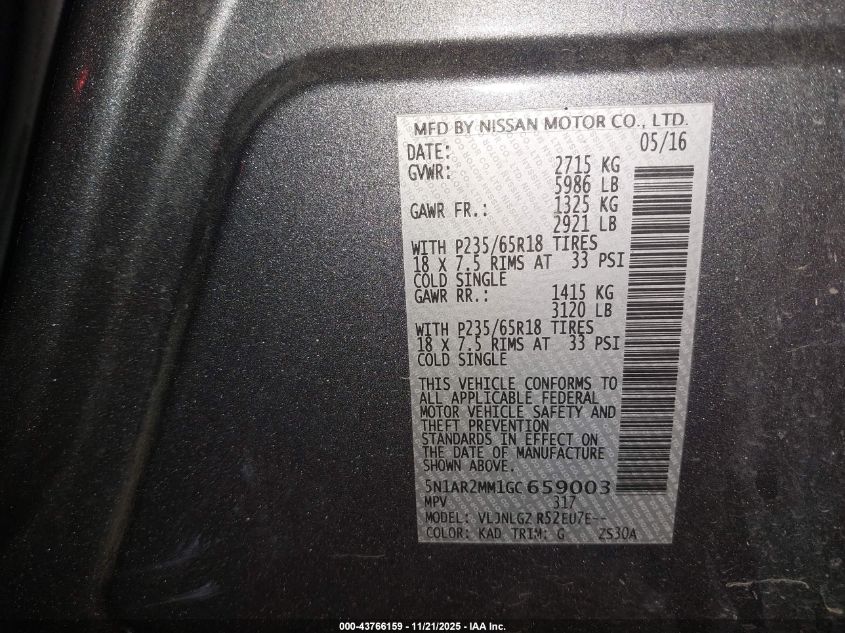 MFD BY NISSAN MOTOR CO., LTD.
DATE: 05/16
GVWR: 2715 KG
5986 LB
GAWR FR.: 1325 KG
2921 LB
WITH P235/65R18 TIRES
18 X 7.5 RIMS AT 33 PSI
COLD SINGLE
GAWR RR.: 1415 KG
3120 LB
WITH P235/65R18 TIRES
18 X 7.5 RIMS AT 33 PSI
COLD SINGLE
THIS VEHICLE CONFORMS TO
ALL APPLICABLE FEDERAL
MOTOR VEHICLE SAFETY AND
THEFT PREVENTION
STANDARDS IN EFFECT ON
THE DATE OF MANUFACTURE
SHOWN ABOVE.
5N1AR2MM1GC659003
MPV 317
MODEL: VLJNLGZ R52EU7E--
COLOR: KAD TRIM: G ZS30A
000-43766159 - 11/21/2025 - IAA Inc.